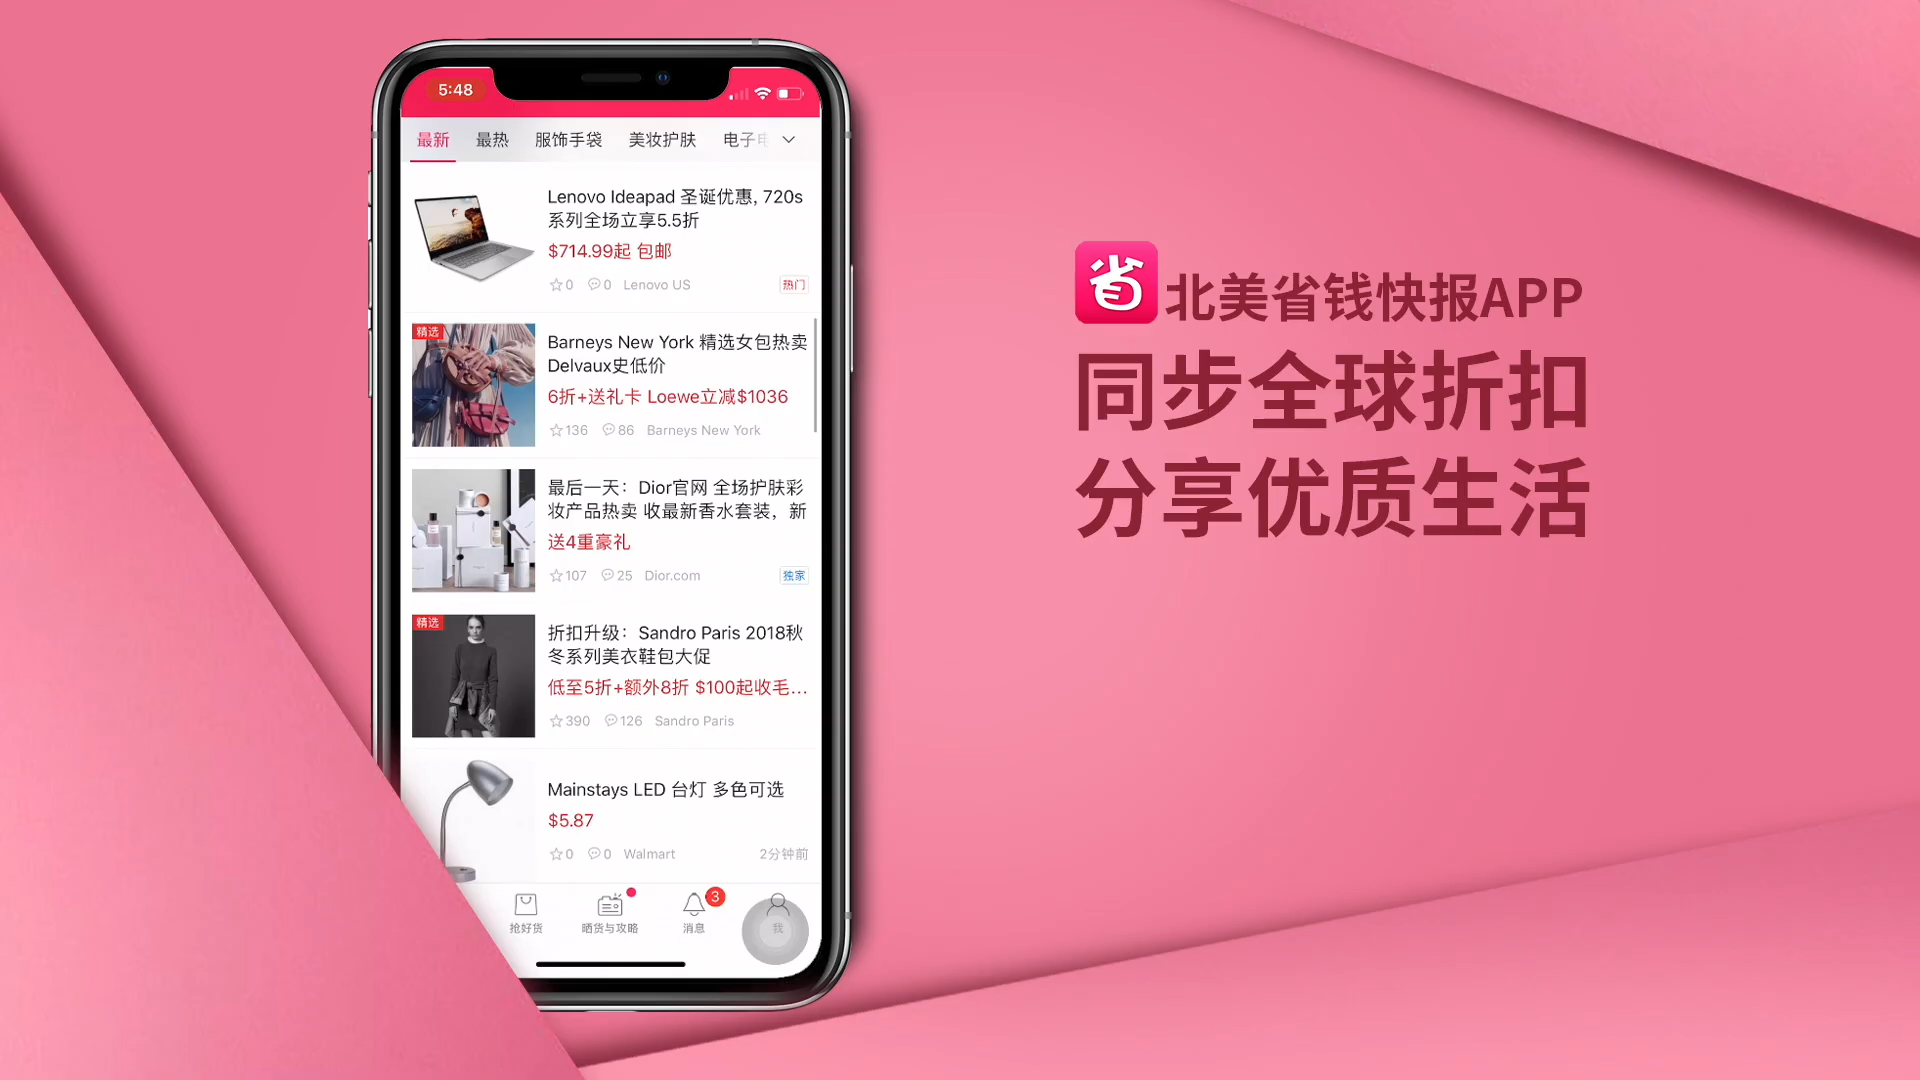 5:48
最新 最热 服饰手袋 美妆护肤 电子电
Lenovo Ideapad 圣诞优惠, 720s
系列全场立享5.5折
$714.99起 包邮
0 0 Lenovo US 热门
精选
Barneys New York 精选女包热卖
Delvaux史低价
6折+送礼卡 Loewe立减$1036
136 86 Barneys New York
最后一天：Dior官网 全场护肤彩
妆产品热卖 收最新香水套装，新
送4重豪礼
107 25 Dior.com 独家
精选
折扣升级：Sandro Paris 2018秋
冬系列美衣鞋包大促
低至5折+额外8折 $100起收毛...
390 126 Sandro Paris
Mainstays LED 台灯 多色可选
$5.87
0 0 Walmart 2分钟前
3
抢好货 晒货与攻略 消息 我
省 北美省钱快报APP
同步全球折扣
分享优质生活